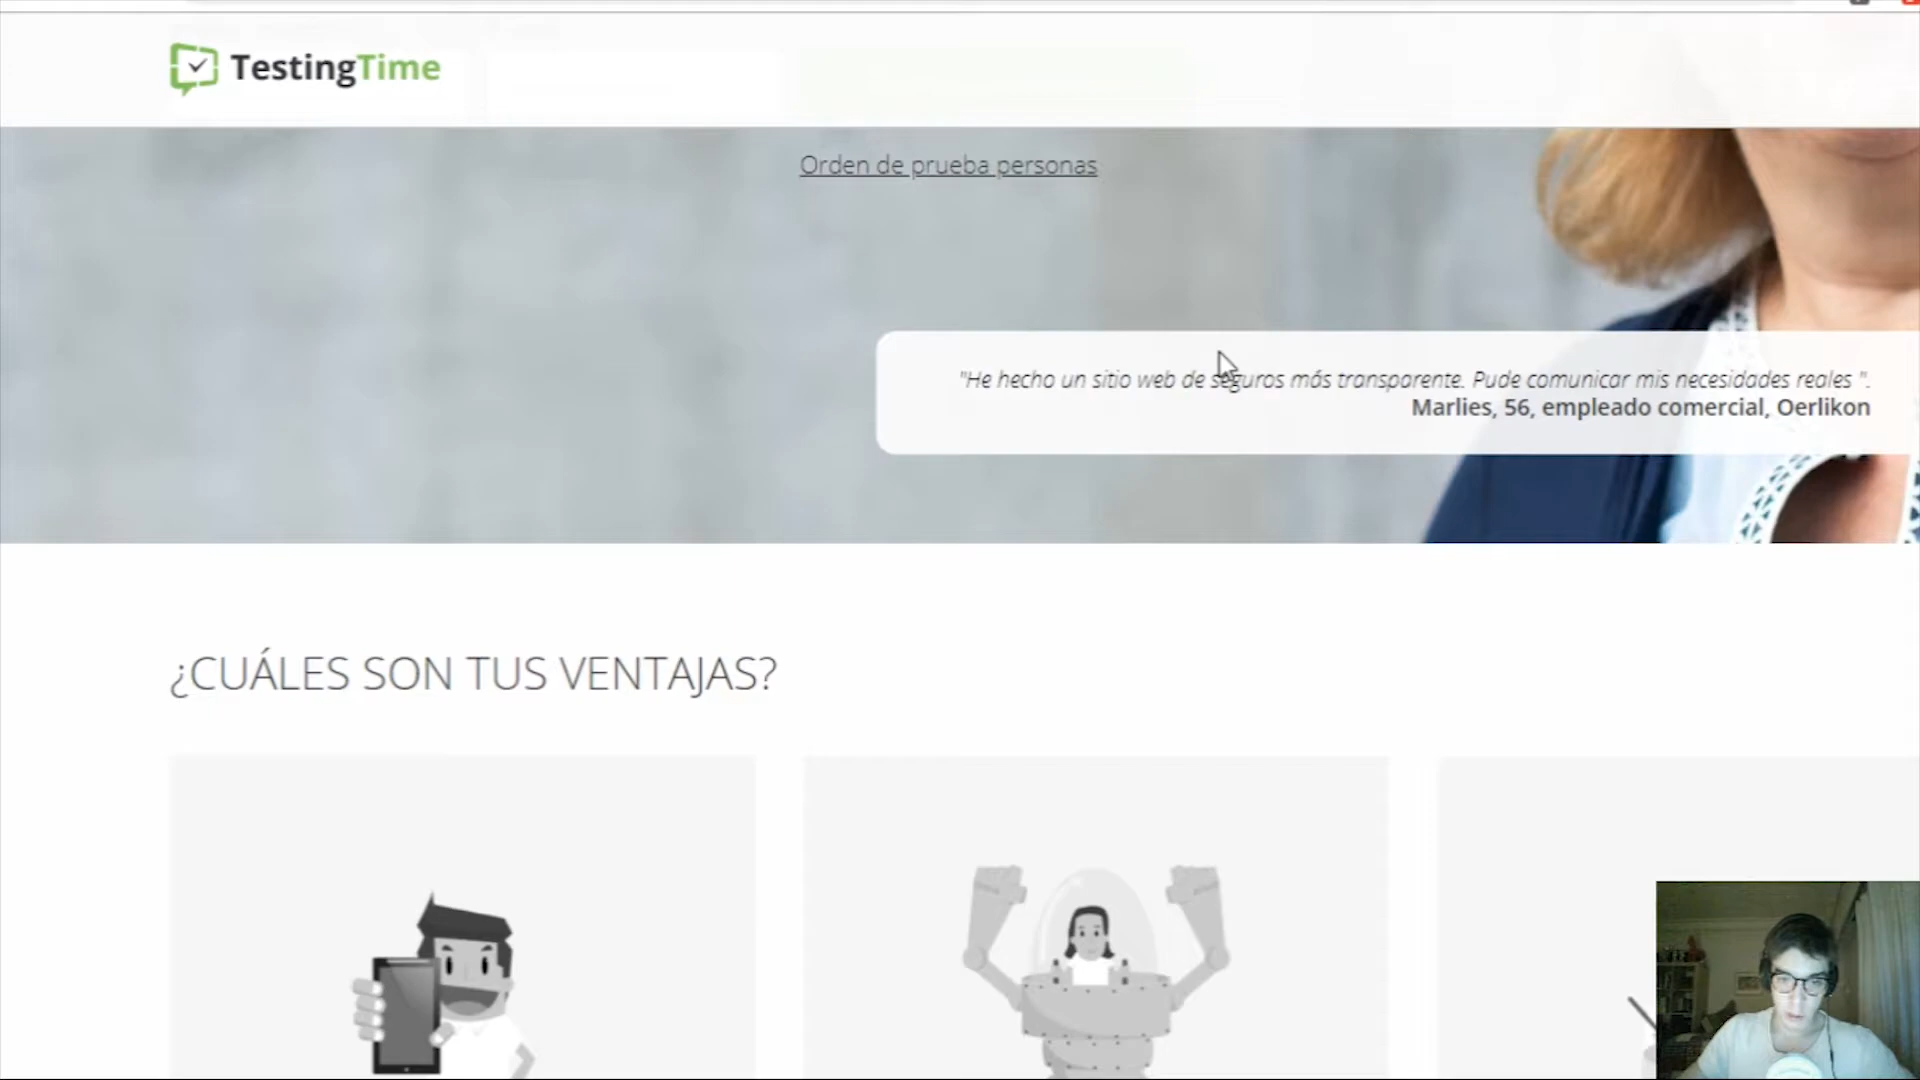 TestingTime
Orden de prueba personas
"He hecho un sitio web de seguros más transparente. Pude comunicar mis necesidades reales ".
Marlies, 56, empleado comercial, Oerlikon
¿CUÁLES SON TUS VENTAJAS?